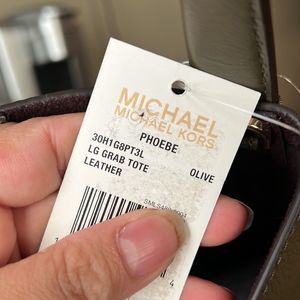 MICHAEL
MICHAEL KORS
PHOEBE
30H1G8PT3L OLIVE
LG GRAB TOTE
LEATHER